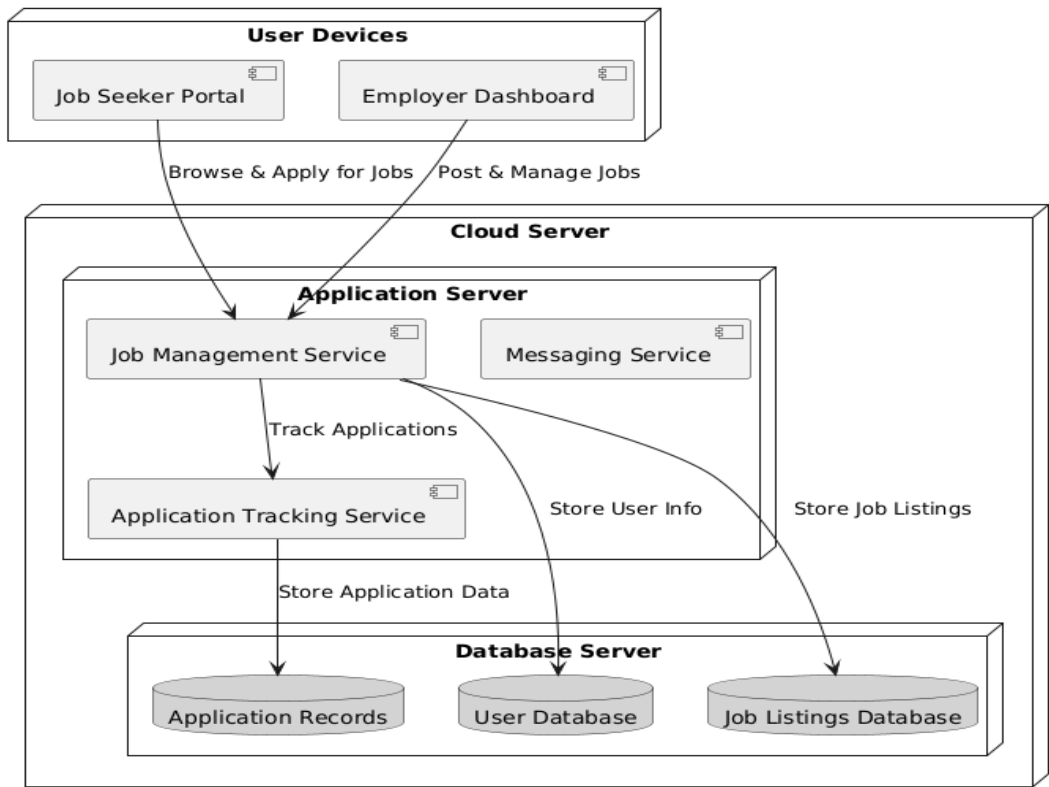 User Devices
Job Seeker Portal
Employer Dashboard
Browse & Apply for Jobs
Post & Manage Jobs
Cloud Server
Application Server
Job Management Service
Messaging Service
Track Applications
Application Tracking Service
Store User Info
Store Job Listings
Store Application Data
Database Server
Application Records
User Database
Job Listings Database